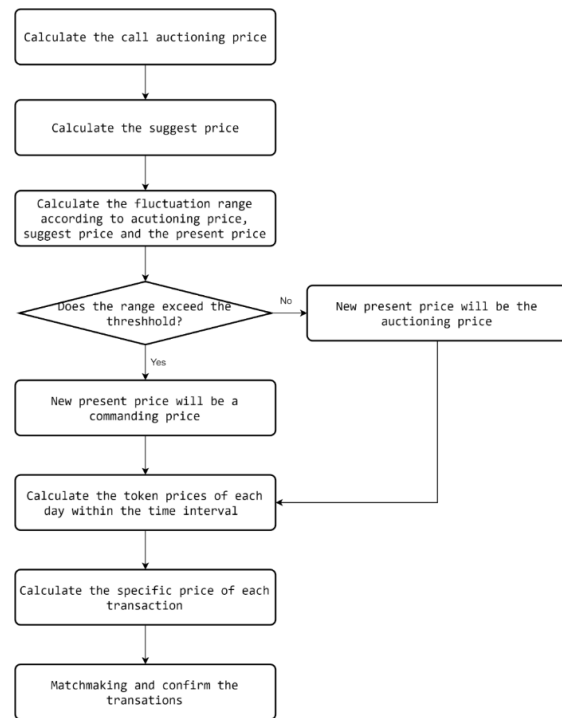 Calculate the call auctioning price
Calculate the suggest price
Calculate the fluctuation range
according to acutioning price,
suggest price and the present price
Does the range exceed the
threshhold?
No
New present price will be the
auctioning price
Yes
New present price will be a
commanding price
Calculate the token prices of each
day within the time interval
Calculate the specific price of each
transaction
Matchmaking and confirm the
transations